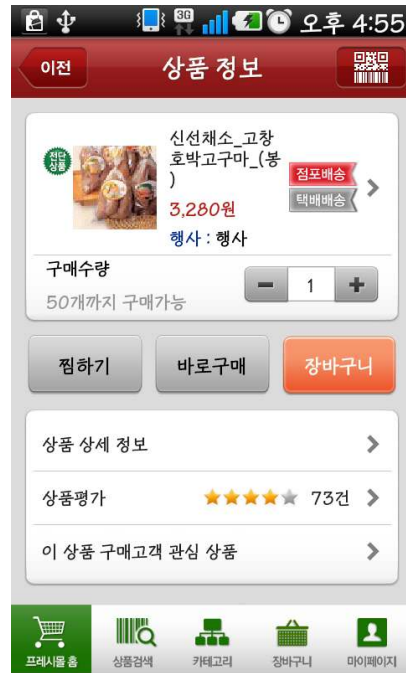 3G 오후 4:55
이전 상품 정보
전단
상품
신선채소_고창
호박고구마_(봉
)
점포배송
택배배송
3,280원
행사 : 행사
구매수량
50개까지 구매가능
1
찜하기 바로구매 장바구니
상품 상세 정보
상품평가 73건
이 상품 구매고객 관심 상품
프레시몰 홈 상품검색 카테고리 장바구니 마이페이지